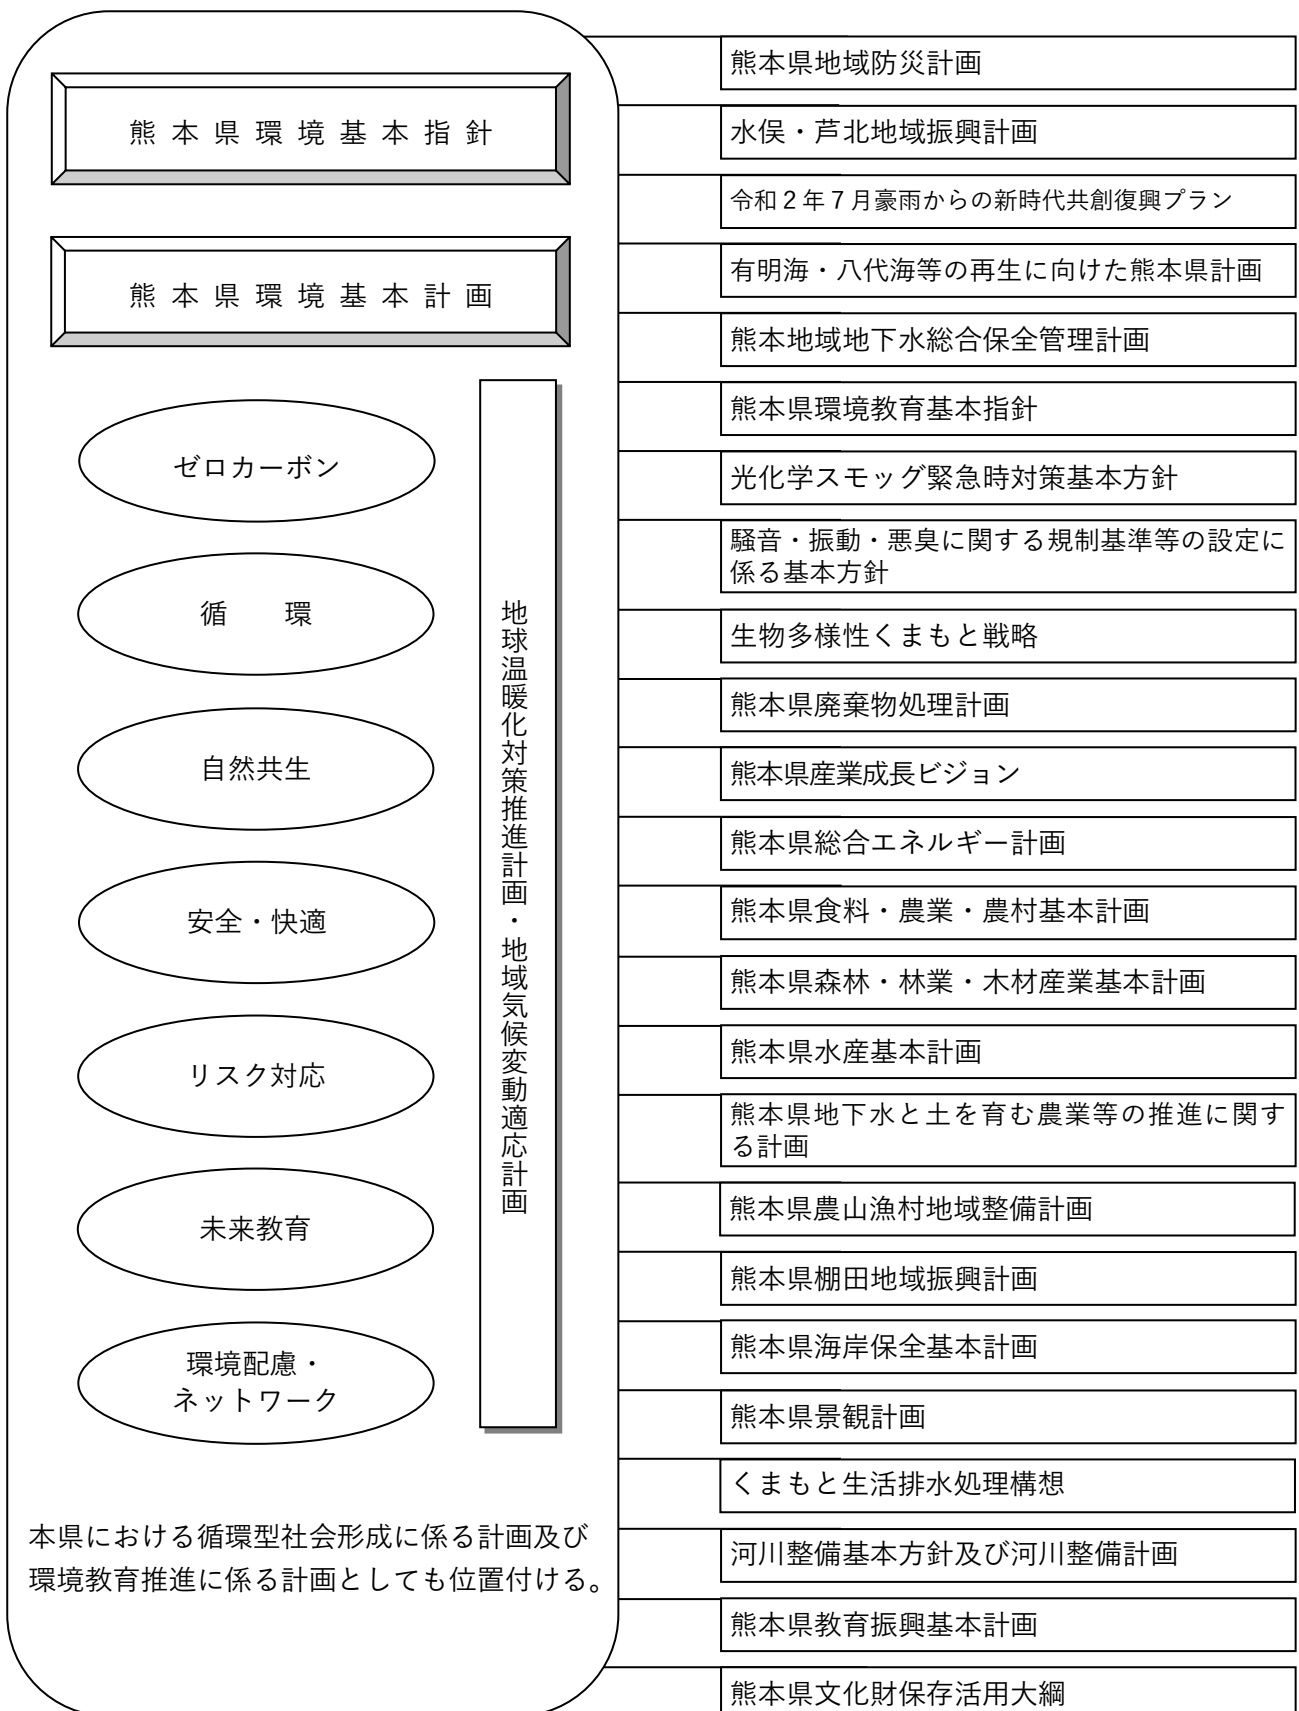 熊本県環境基本指針
熊本県環境基本計画
ゼロカーボン
循　　環
自然共生
安全・快適
リスク対応
未来教育
環境配慮・
ネットワーク
地球温暖化対策推進計画・地域気候変動適応計画
本県における循環型社会形成に係る計画及び
環境教育推進に係る計画としても位置付ける。
熊本県地域防災計画
水俣・芦北地域振興計画
令和２年７月豪雨からの新時代共創復興プラン
有明海・八代海等の再生に向けた熊本県計画
熊本地域地下水総合保全管理計画
熊本県環境教育基本指針
光化学スモッグ緊急時対策基本方針
騒音・振動・悪臭に関する規制基準等の設定に
係る基本方針
生物多様性くまもと戦略
熊本県廃棄物処理計画
熊本県産業成長ビジョン
熊本県総合エネルギー計画
熊本県食料・農業・農村基本計画
熊本県森林・林業・木材産業基本計画
熊本県水産基本計画
熊本県地下水と土を育む農業等の推進に関す
る計画
熊本県農山漁村地域整備計画
熊本県棚田地域振興計画
熊本県海岸保全基本計画
熊本県景観計画
くまもと生活排水処理構想
河川整備基本方針及び河川整備計画
熊本県教育振興基本計画
熊本県文化財保存活用大綱